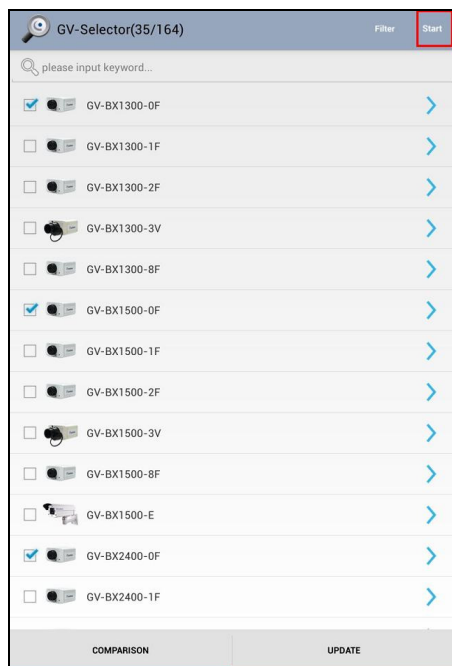 GV-Selector(35/164) Filter Start
please input keyword...
GV-BX1300-0F
GV-BX1300-1F
GV-BX1300-2F
GV-BX1300-3V
GV-BX1300-8F
GV-BX1500-0F
GV-BX1500-1F
GV-BX1500-2F
GV-BX1500-3V
GV-BX1500-8F
GV-BX1500-E
GV-BX2400-0F
GV-BX2400-1F
COMPARISON UPDATE